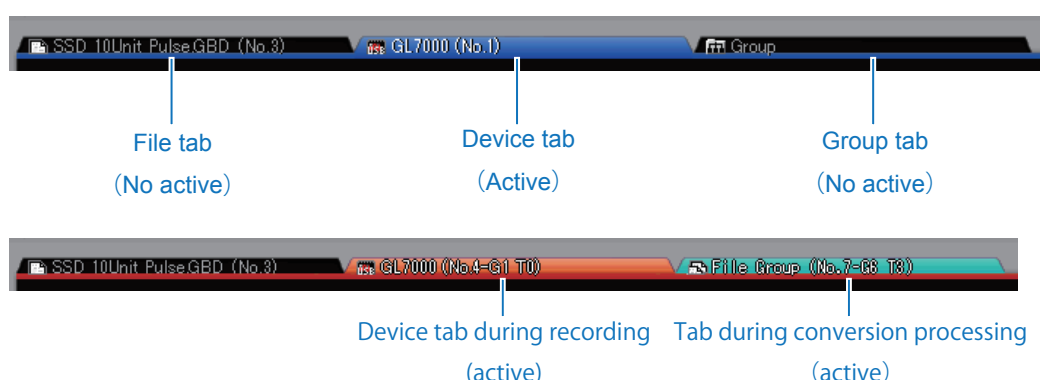 SSD 10Unit Pulse.GBD (No.3) USB GL7000 (No.1) Group
File tab Device tab Group tab
（No active） （Active） （No active）
SSD 10Unit Pulse.GBD (No.3) USB GL7000 (No.4-G1 T0) File Group (No.7-G6 T3)
Device tab during recording Tab during conversion processing
(active) （active）